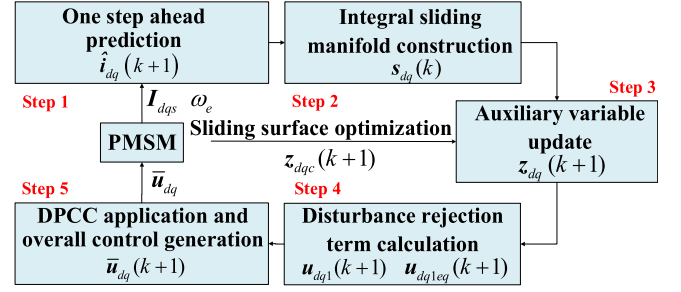 One step ahead
prediction
î_dq(k+1)
Integral sliding
manifold construction
s_dq(k)
Step 1
I_dqs ω_e
Step 2
Step 3
PMSM
Sliding surface optimization
z_dqc(k+1)
Auxiliary variable
update
z_dq(k+1)
Step 5
ū_dq
Step 4
DPCC application and
overall control generation
ū_dq(k+1)
Disturbance rejection
term calculation
u_dq1(k+1) u_dq1eq(k+1)